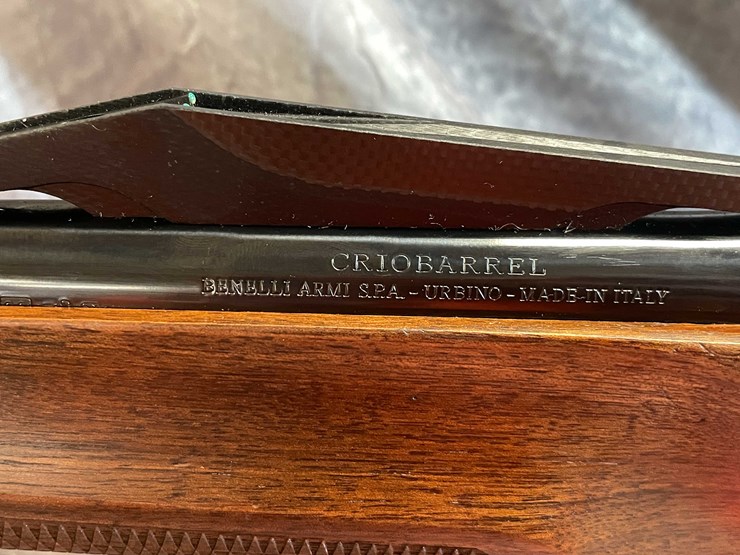 CRIOBARREL
BENELLI ARMI S.P.A. - URBINO - MADE IN ITALY